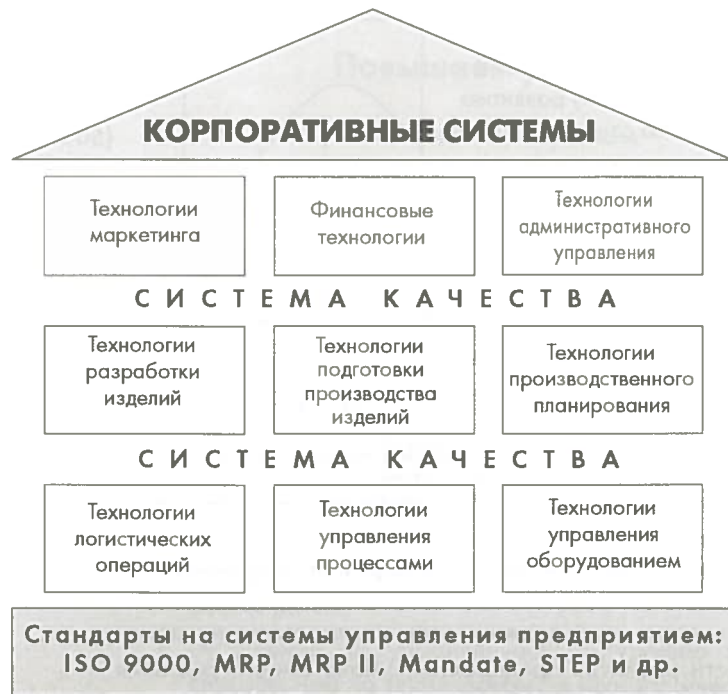 КОРПОРАТИВНЫЕ СИСТЕМЫ
Технологии
маркетинга
Финансовые
технологии
Технологии
административного
управления
СИСТЕМА КАЧЕСТВА
Технологии
разработки
изделий
Технологии
подготовки
производства
изделий
Технологии
производственного
планирования
СИСТЕМА КАЧЕСТВА
Технологии
логистических
операций
Технологии
управления
процессами
Технологии
управления
оборудованием
Стандарты на системы управления предприятием:
ISO 9000, MRP, MRP II, Mandate, STEP и др.